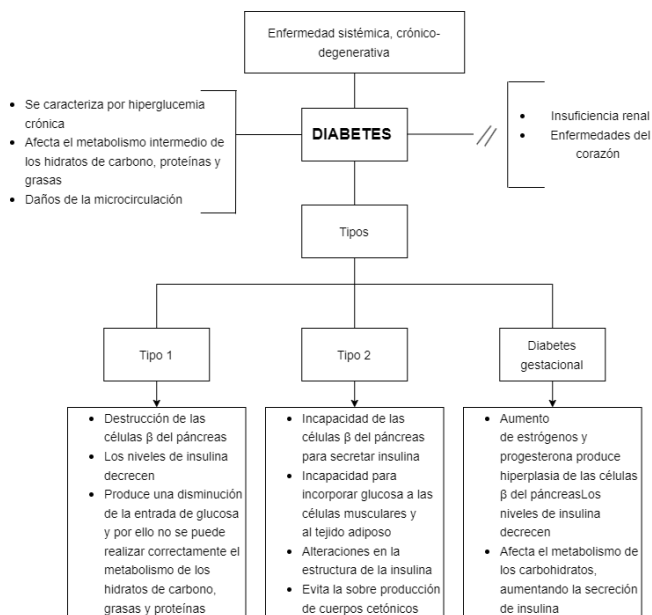 Enfermedad sistémica, crónico-
degenerativa
• Se caracteriza por hiperglucemia
crónica
• Afecta el metabolismo intermedio de
los hidratos de carbono, proteínas y
grasas
• Daños de la microcirculación
DIABETES
• Insuficiencia renal
• Enfermedades del
corazón
Tipos
Tipo 1
Tipo 2
Diabetes
gestacional
• Destrucción de las
células β del páncreas
• Los niveles de insulina
decrecen
• Produce una disminución
de la entrada de glucosa
y por ello no se puede
realizar correctamente el
metabolismo de los
hidratos de carbono,
grasas y proteínas
• Incapacidad de las
células β del páncreas
para secretar insulina
• Incapacidad para
incorporar glucosa a las
células musculares y
al tejido adiposo
• Alteraciones en la
estructura de la insulina
• Evita la sobre producción
de cuerpos cetónicos
• Aumento
de estrógenos y
progesterona produce
hiperplasia de las células
β del páncreasLos
niveles de insulina
decrecen
• Afecta el metabolismo de
los carbohidratos,
aumentando la secreción
de insulina